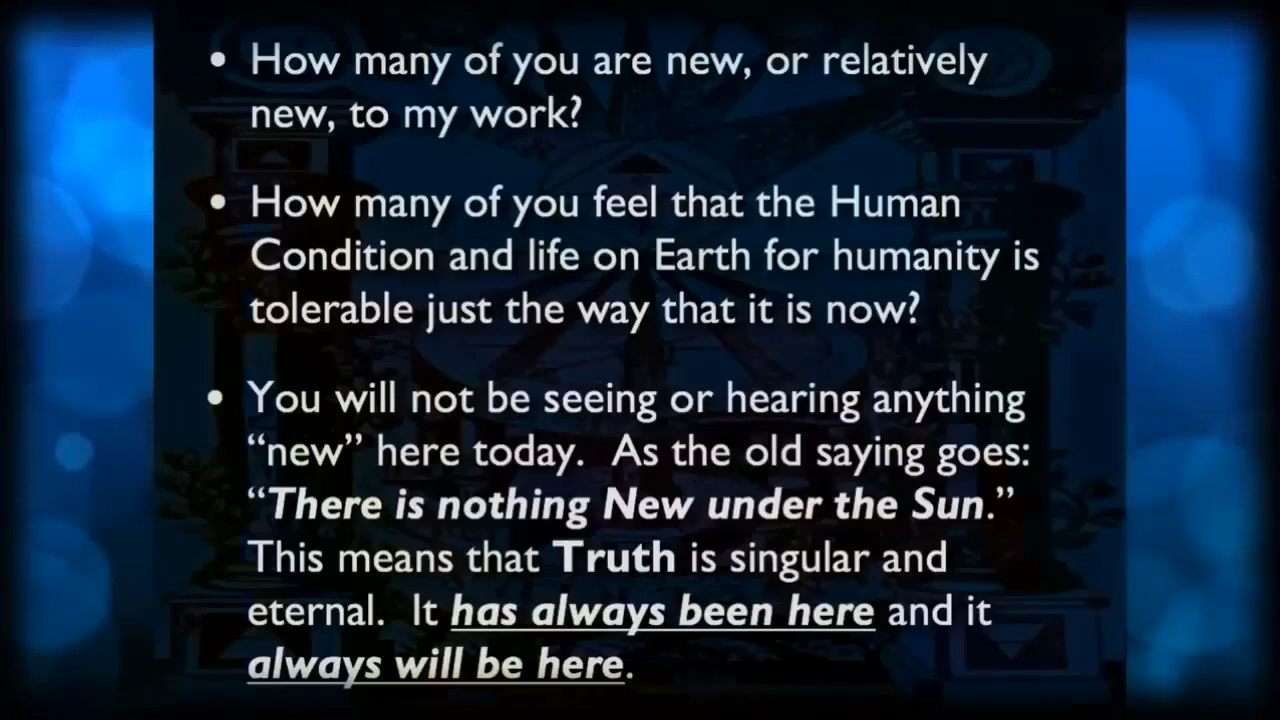 • How many of you are new, or relatively
new, to my work?
• How many of you feel that the Human
Condition and life on Earth for humanity is
tolerable just the way that it is now?
• You will not be seeing or hearing anything
“new” here today.  As the old saying goes:
“There is nothing New under the Sun.”
This means that Truth is singular and
eternal.  It has always been here and it
always will be here.